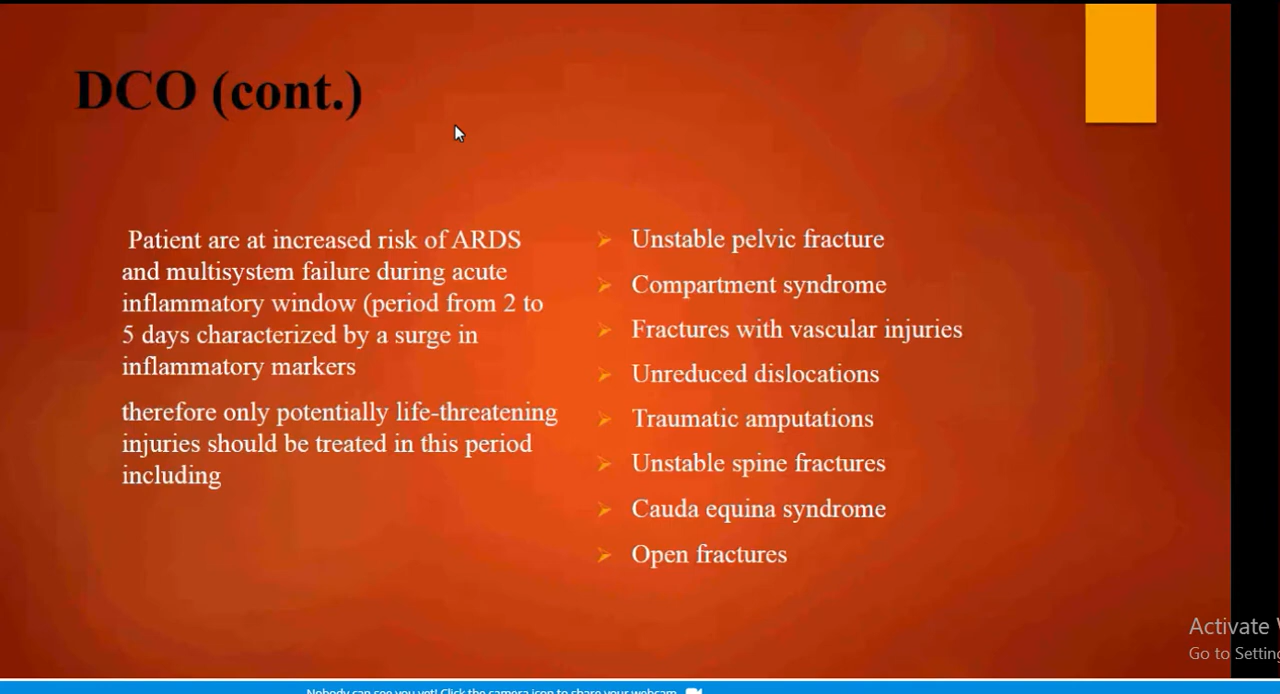 DCO (cont.)
Patient are at increased risk of ARDS
and multisystem failure during acute
inflammatory window (period from 2 to
5 days characterized by a surge in
inflammatory markers
therefore only potentially life-threatening
injuries should be treated in this period
including
Unstable pelvic fracture
Compartment syndrome
Fractures with vascular injuries
Unreduced dislocations
Traumatic amputations
Unstable spine fractures
Cauda equina syndrome
Open fractures
Activate
Go to Setting
Nobody can see you yet! Click the camera icon to share your webcam.